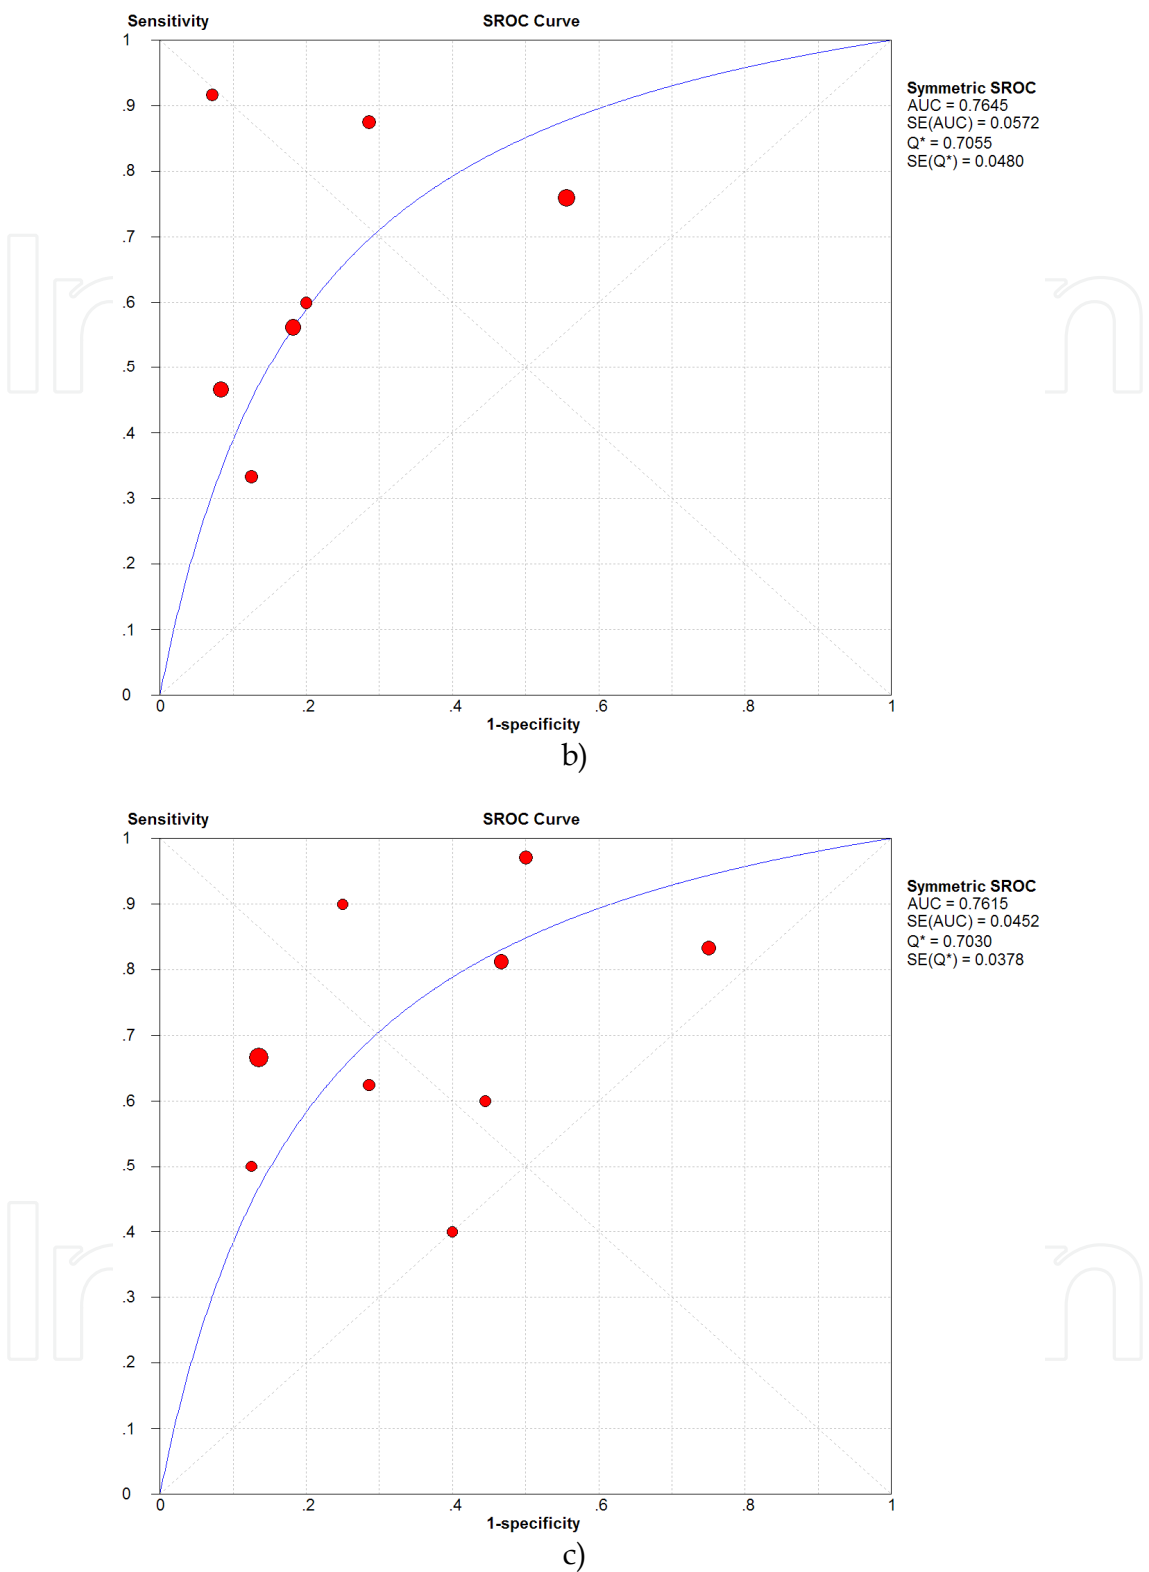 Sensitivity SROC Curve
1
.9
.8
.7
.6
.5
.4
.3
.2
.1
0
0 .2 .4 .6 .8 1
1-specificity
Symmetric SROC
AUC = 0.7645
SE(AUC) = 0.0572
Q* = 0.7055
SE(Q*) = 0.0480
b)
Sensitivity SROC Curve
1
.9
.8
.7
.6
.5
.4
.3
.2
.1
0
0 .2 .4 .6 .8 1
1-specificity
Symmetric SROC
AUC = 0.7615
SE(AUC) = 0.0452
Q* = 0.7030
SE(Q*) = 0.0378
c)